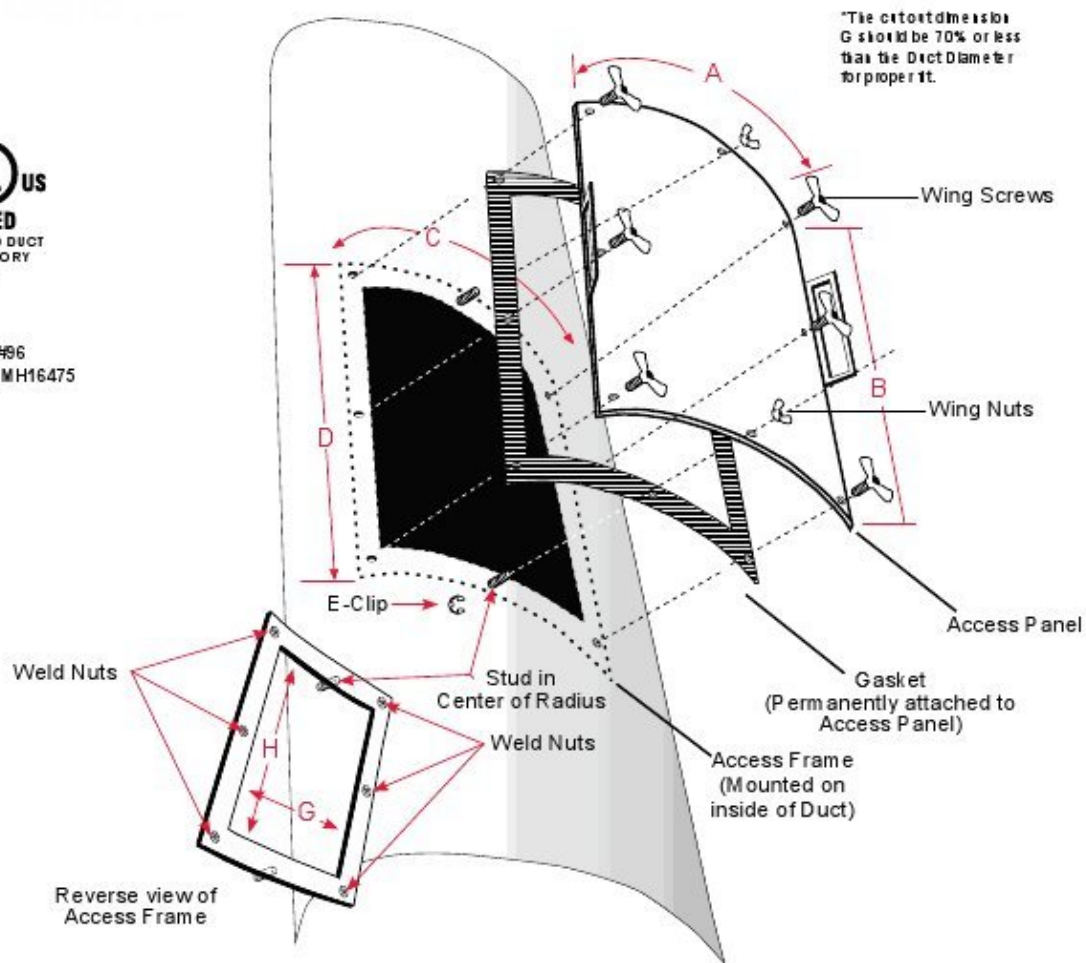 "The cutout dimension
G should be 70% or less
than the Duct Diameter
for proper fit.
A
US
ED
DUCT
ORY
Wing Screws
C
496
MH16475
B
D
Wing Nuts
E-Clip
Access Panel
Weld Nuts
Stud in
Center of Radius
Gasket
(Permanently attached to
Access Panel)
Weld Nuts
H
Access Frame
(Mounted on
inside of Duct)
G
Reverse view of
Access Frame